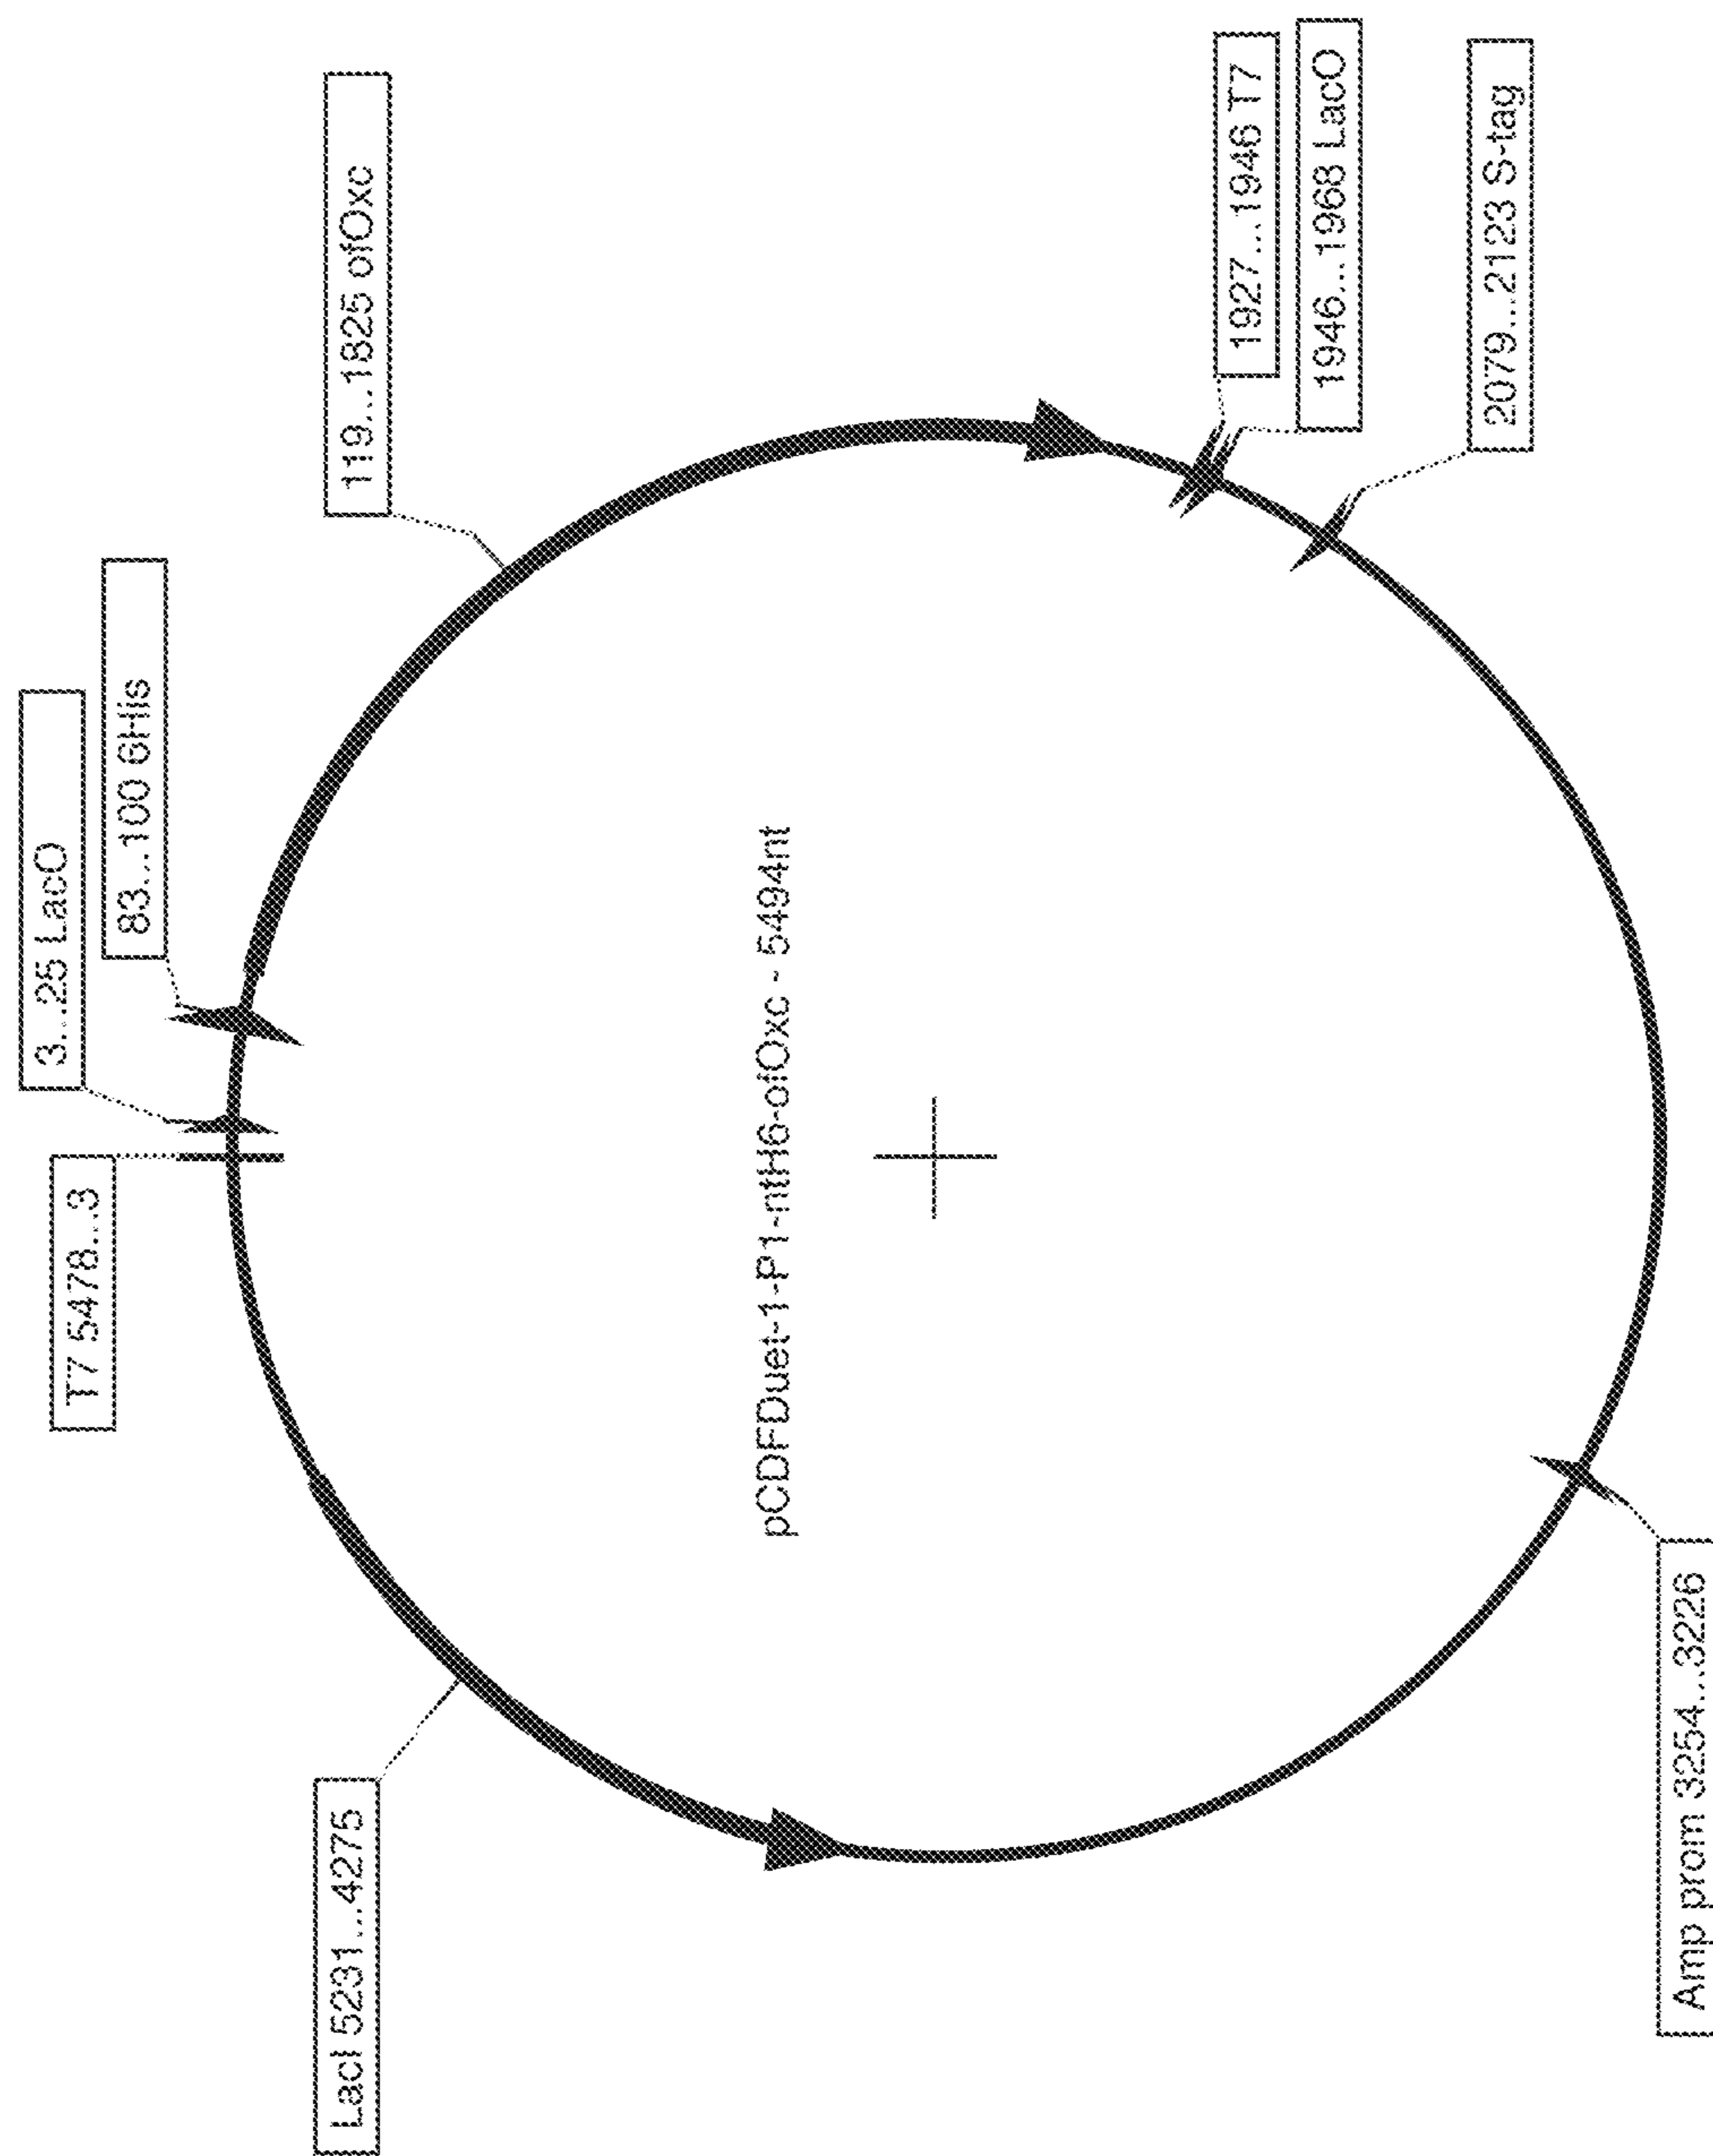 T7 5478...3
3...25 LacO
83...100 6His
119...1825 ofOxc
LacI 5231...4275
pCDFDuet-1-P1-ntH6-ofOxc - 5494nt
1927...1946 T7
1946...1968 LacO
2079...2123 S-tag
Amp prom 3254...3226